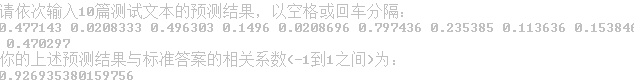 请依次输入10篇测试文本的预测结果，以空格或回车分隔：
0.477143 0.0208333 0.496303 0.1496 0.0208696 0.797436 0.235385 0.113636 0.153846
0.470297
你的上述预测结果与标准答案的相关系数(-1到1之间)为：
0.926935380159756